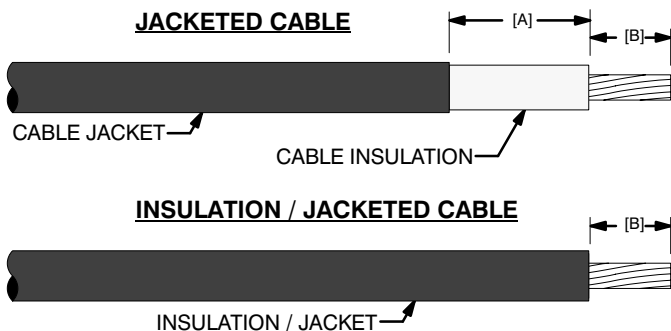 JACKETED CABLE
[A]
[B]
CABLE JACKET
CABLE INSULATION
INSULATION / JACKETED CABLE
[B]
INSULATION / JACKET